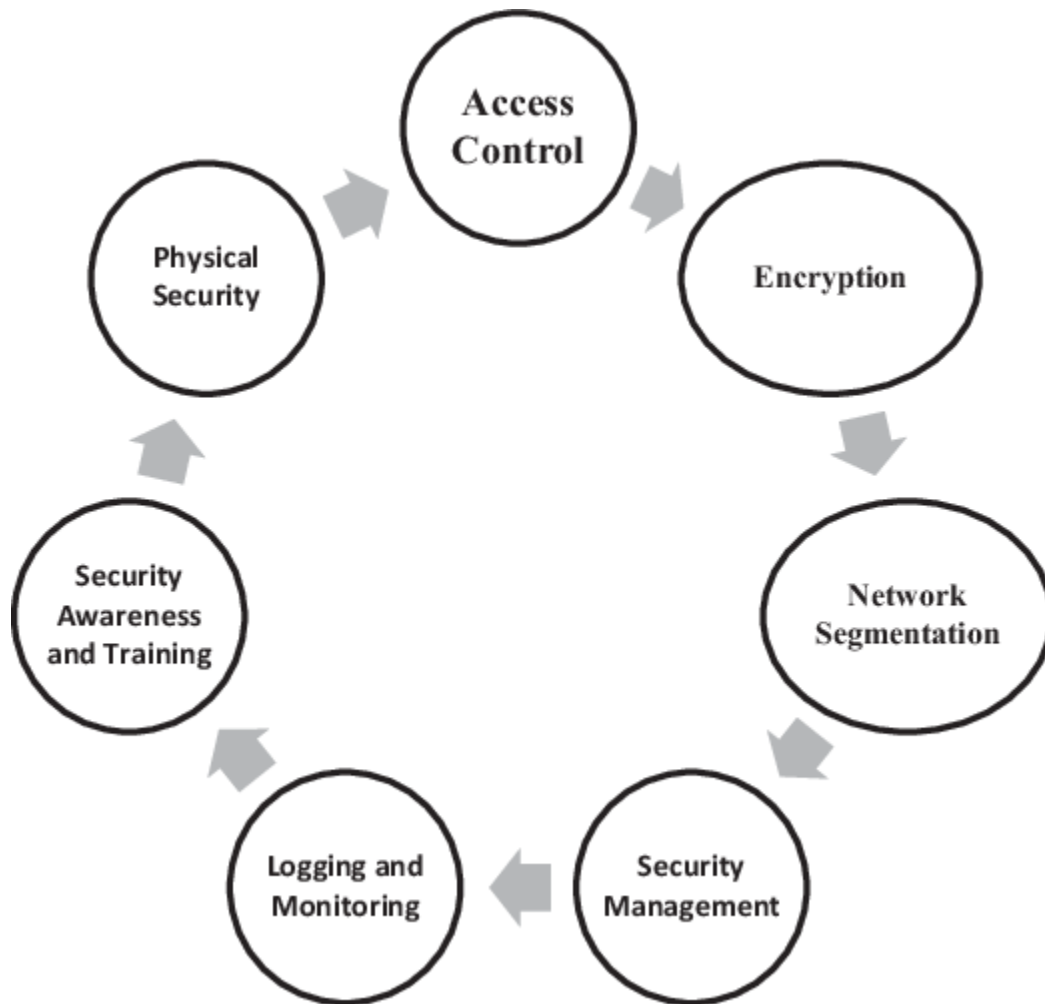 Access
Control
Encryption
Network
Segmentation
Security
Management
Logging and
Monitoring
Security
Awareness
and Training
Physical
Security